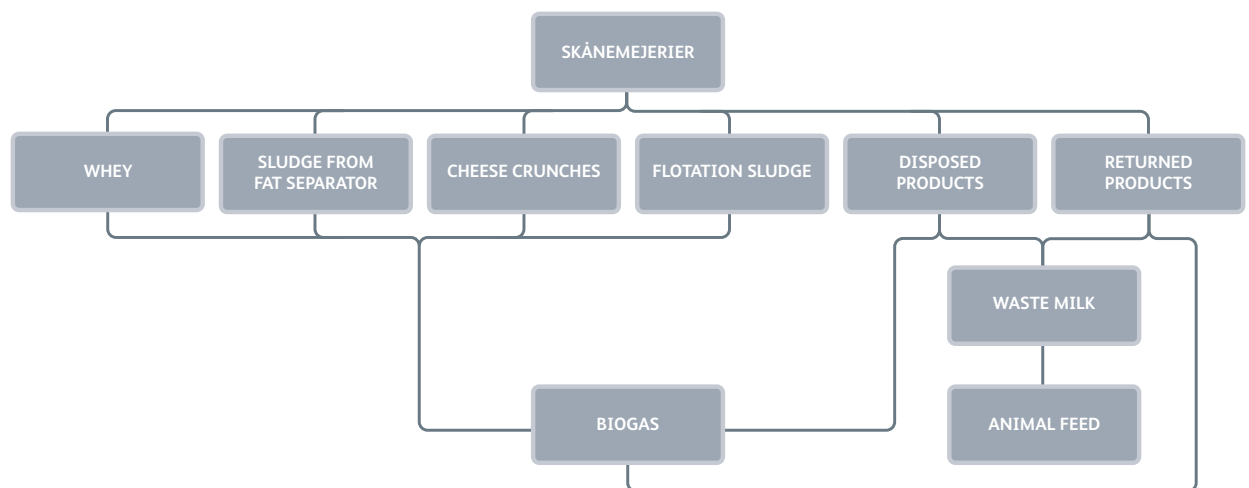 SKÅNEMEJERIER
WHEY
SLUDGE FROM
FAT SEPARATOR
CHEESE CRUNCHES
FLOTATION SLUDGE
DISPOSED
PRODUCTS
RETURNED
PRODUCTS
WASTE MILK
BIOGAS
ANIMAL FEED